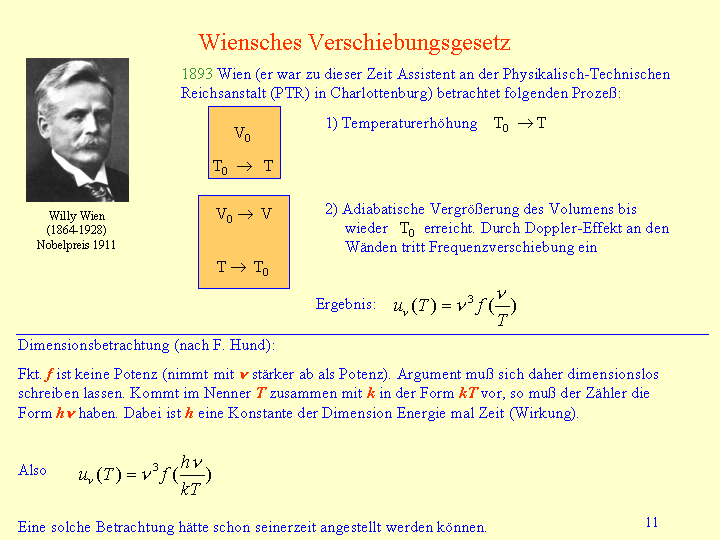 Wiensches Verschiebungsgesetz
1893 Wien (er war zu dieser Zeit Assistent an der Physikalisch-Technischen
Reichsanstalt (PTR) in Charlottenburg) betrachtet folgenden Prozeß:
V₀
T₀ → T
1) Temperaturerhöhung T₀ → T
Willy Wien
(1864-1928)
Nobelpreis 1911
V₀ → V
T → T₀
2) Adiabatische Vergrößerung des Volumens bis
wieder T₀ erreicht. Durch Doppler-Effekt an den
Wänden tritt Frequenzverschiebung ein
Ergebnis: u_ν(T) = ν³ f(ν/T)
Dimensionsbetrachtung (nach F. Hund):
Fkt. f ist keine Potenz (nimmt mit ν stärker ab als Potenz). Argument muß sich daher dimensionslos
schreiben lassen. Kommt im Nenner T zusammen mit k in der Form kT vor, so muß der Zähler die
Form hν haben. Dabei ist h eine Konstante der Dimension Energie mal Zeit (Wirkung).
Also u_ν(T) = ν³ f(hν/kT)
Eine solche Betrachtung hätte schon seinerzeit angestellt werden können.
11